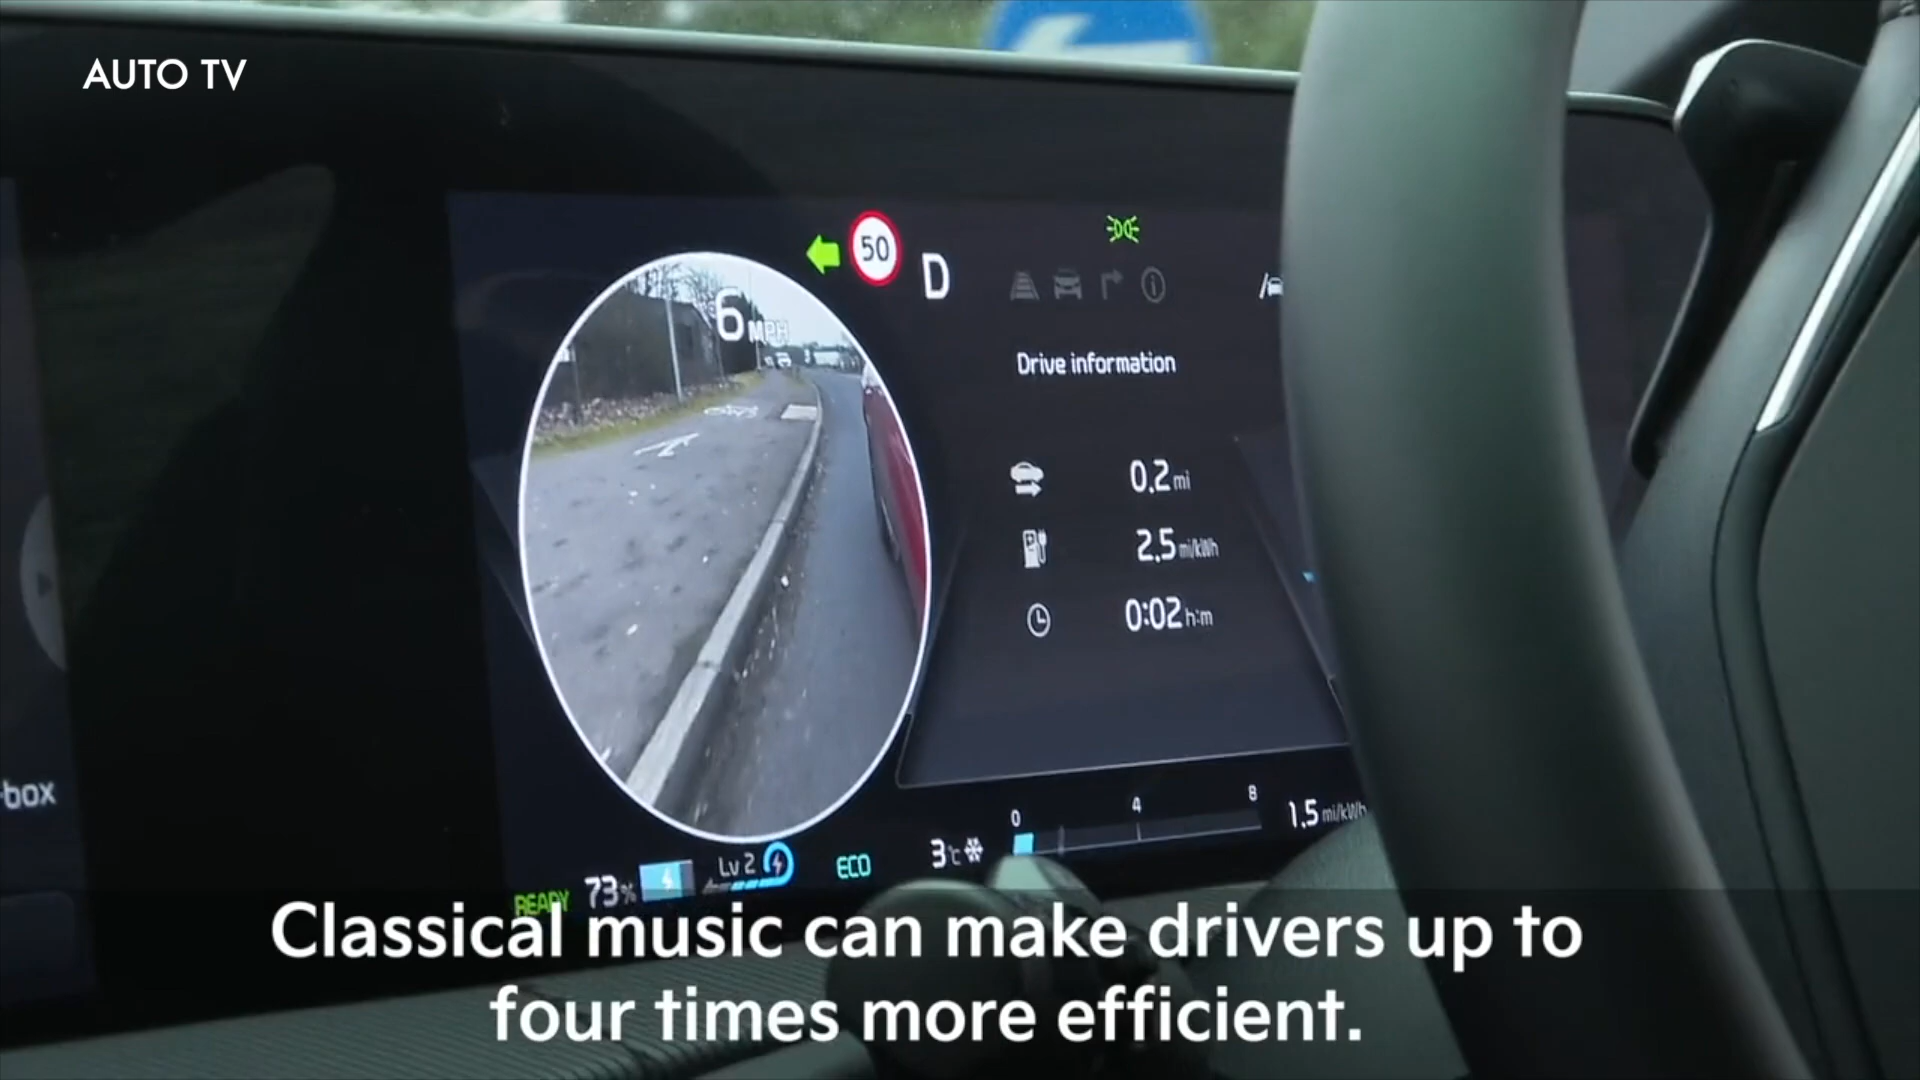 AUTO TV
50
D
6 MPH
Drive information
0.2 mi
2.5 mi/kWh
0:02 h:m
-box
0 4 8
1.5 mi/kWh
3°C
READY 73% Lv 2 ECO
Classical music can make drivers up to
four times more efficient.